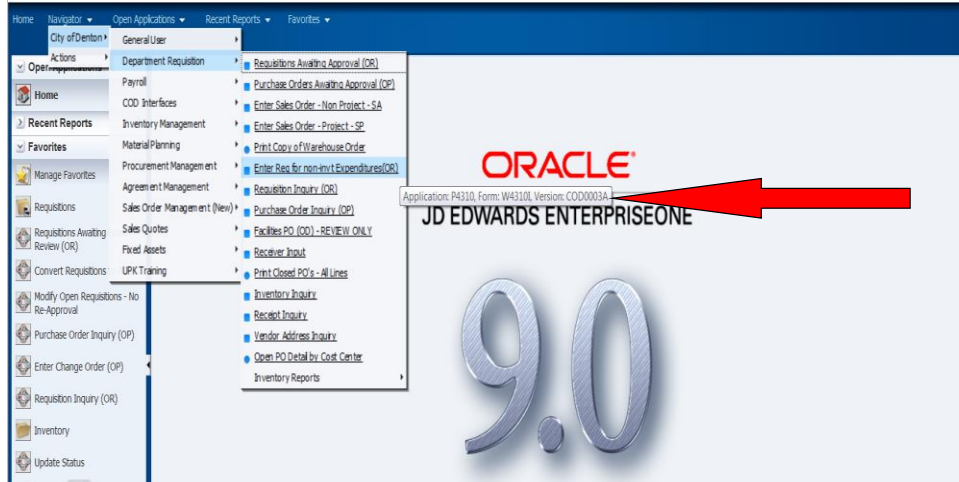 Home Navigator Open Applications Recent Reports Favorites
City of Denton
Actions
General User
Department Requistion
Payroll
COD Interfaces
Inventory Management
Material Planning
Procurement Management
Agreement Management
Sales Order Management (New)
Sales Quotes
Fixed Assets
UPK Training
Requisitions Awaiting Approval (OR)
Purchase Orders Awaiting Approval (OP)
Enter Sales Order - Non Project - SA
Enter Sales Order - Project - SP
Print Copy of Warehouse Order
Enter Req for non-invt Expenditures(OR)
Requisition Inquiry (OR)
Purchase Order Inquiry (OP)
Facilities PO (OD) - REVIEW ONLY
Receiver Input
Print Closed PO's - All Lines
Inventory Inquiry
Receipt Inquiry
Vendor Address Inquiry
Open PO Detail by Cost Center
Inventory Reports
Application: P4310, Form: W4310I, Version: COD0003A
Open Applications
Home
Recent Reports
Favorites
Manage Favorites
Requisitions
Requisitions Awaiting
Review (OR)
Convert Requisitions
Modify Open Requisitions - No
Re-Approval
Purchase Order Inquiry (OP)
Enter Change Order (OP)
Requisition Inquiry (OR)
Inventory
Update Status
ORACLE
JD EDWARDS ENTERPRISEONE
9.0